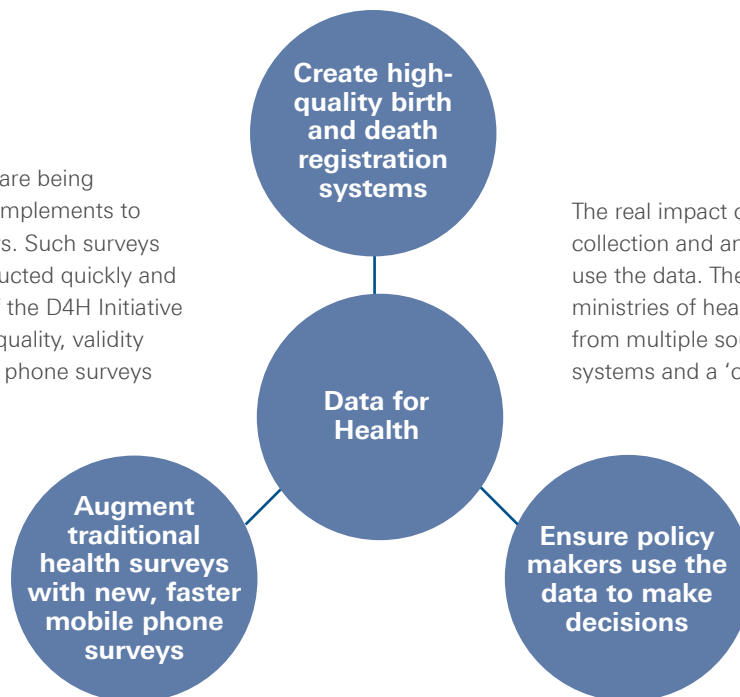 Create high-
quality birth
and death
registration
systems
are being
mplements to
s. Such surveys
ucted quickly and
the D4H Initiative
quality, validity
phone surveys
The real impact
collection and
use the data. The
ministries of
from multiple
systems and a
Data for
Health
Augment
traditional
health surveys
with new, faster
mobile phone
surveys
Ensure policy
makers use the
data to make
decisions